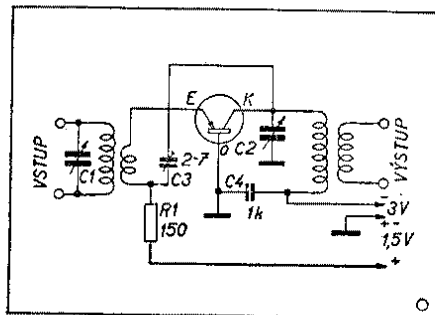 VSTUP
C1
E
K
ó
C2
2-7
C3
C4
1k
R1
150
VÝSTUP
-
3V
+ -
1,5V
+